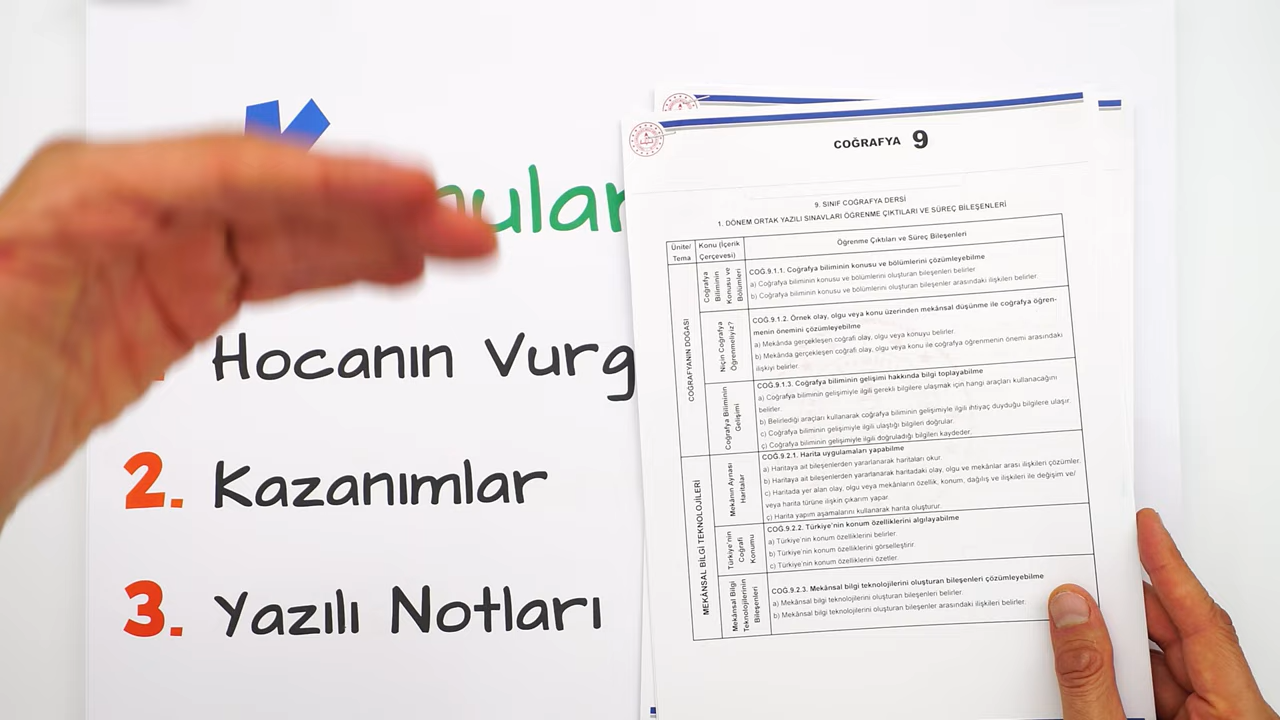 K
nular
Hocanın Vurg
2. Kazanımlar
3. Yazılı Notları
COĞRAFYA 9
9. SINIF COĞRAFYA DERSİ
1. DÖNEM ORTAK YAZILI SINAVLARI ÖĞRENME ÇIKTILARI VE SÜREÇ BİLEŞENLERİ
Ünite/
Tema
Konu (İçerik
Çerçevesi)
Öğrenme Çıktıları ve Süreç Bileşenleri
COĞRAFYANIN DOĞASI
Coğrafya
Biliminin
Konusu ve
Bölümleri
COĞ.9.1.1. Coğrafya biliminin konusu ve bölümlerini çözümleyebilme
a) Coğrafya biliminin konusu ve bölümlerini oluşturan bileşenleri belirler.
b) Coğrafya biliminin konusu ve bölümlerini oluşturan bileşenler arasındaki ilişkileri belirler.
Niçin Coğrafya
Öğrenmeliyiz?
COĞ.9.1.2. Örnek olay, olgu veya konu üzerinden mekânsal düşünme ile coğrafya öğren-
menin önemini çözümleyebilme
a) Mekânda gerçekleşen coğrafi olay, olgu veya konuyu belirler.
b) Mekânda gerçekleşen coğrafi olay, olgu veya konu ile coğrafya öğrenmenin önemi arasındaki
ilişkiyi belirler.
Coğrafya Biliminin
Gelişimi
COĞ.9.1.3. Coğrafya biliminin gelişimi hakkında bilgi toplayabilme
a) Coğrafya biliminin gelişimiyle ilgili gerekli bilgilere ulaşmak için hangi araçları kullanacağını
belirler.
b) Belirlediği araçları kullanarak coğrafya biliminin gelişimiyle ilgili ihtiyaç duyduğu bilgilere ulaşır.
c) Coğrafya biliminin gelişimiyle ilgili ulaştığı bilgileri doğrular.
ç) Coğrafya biliminin gelişimiyle ilgili doğruladığı bilgileri kaydeder.
MEKÂNSAL BİLGİ TEKNOLOJİLERİ
Mekânın Aynası
Haritalar
COĞ.9.2.1. Harita uygulamaları yapabilme
a) Haritaya ait bileşenlerden yararlanarak haritaları okur.
b) Haritaya ait bileşenlerden yararlanarak haritadaki olay, olgu ve mekânlar arası ilişkileri çözümler.
c) Haritada yer alan olay, olgu veya mekânların özellik, konum, dağılış ve ilişkileri ile değişim ve/
veya harita türüne ilişkin çıkarım yapar.
ç) Harita yapım aşamalarını kullanarak harita oluşturur.
Türkiye'nin
Coğrafi
Konumu
COĞ.9.2.2. Türkiye'nin konum özelliklerini algılayabilme
a) Türkiye'nin konum özelliklerini belirler.
b) Türkiye'nin konum özelliklerini görselleştirir.
c) Türkiye'nin konum özelliklerini özetler.
Mekânsal Bilgi
Teknolojilerinin
Bileşenleri
COĞ.9.2.3. Mekânsal bilgi teknolojilerini oluşturan bileşenleri çözümleyebilme
a) Mekânsal bilgi teknolojilerini oluşturan bileşenleri belirler.
b) Mekânsal bilgi teknolojilerini oluşturan bileşenler arasındaki ilişkileri belirler.